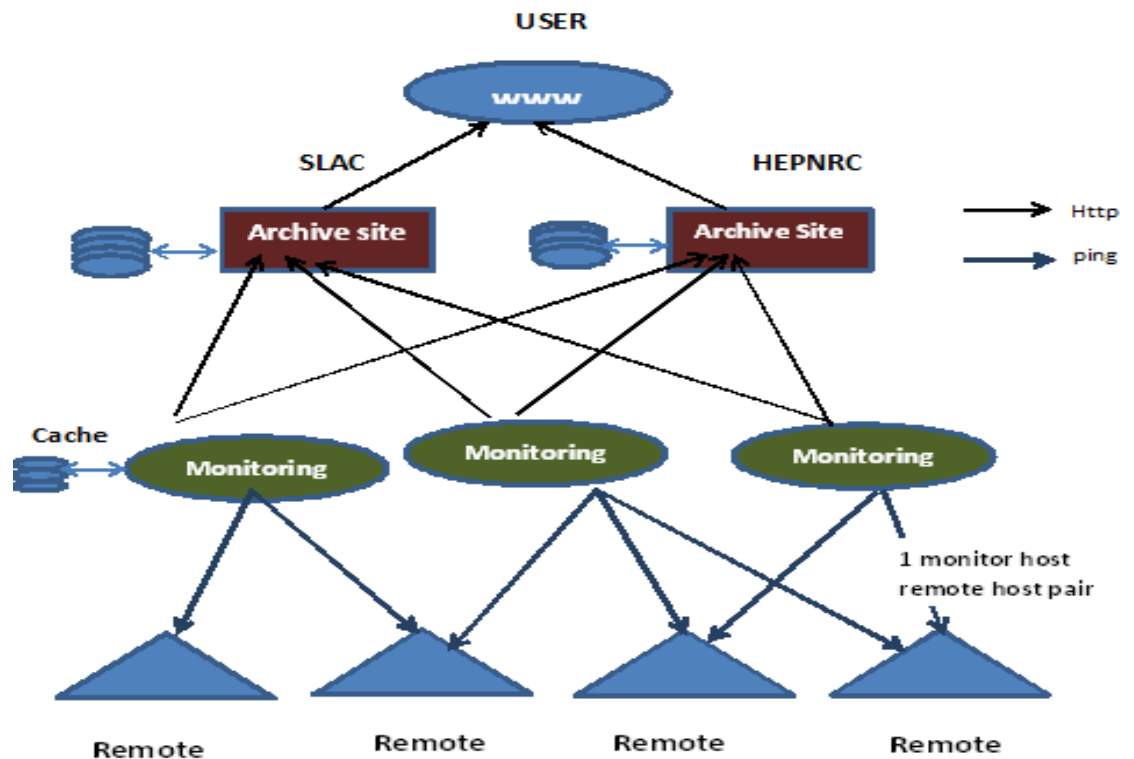 USER
www
SLAC
HEPNRC
Archive site
Archive Site
Http
ping
Cache
Monitoring
Monitoring
Monitoring
1 monitor host
remote host pair
Remote
Remote
Remote
Remote